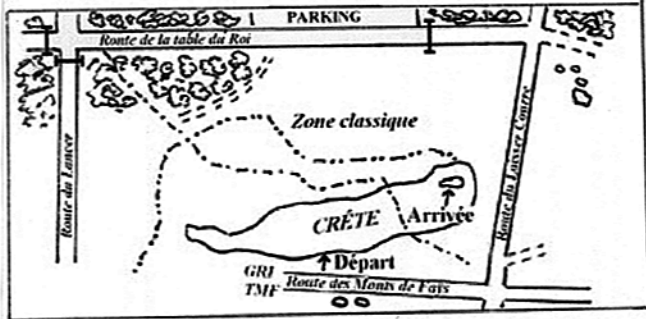 PARKING
Route de la table du Roi
Zone classique
Route du Lancer
Route du Laisser Courre
CRÊTE
Arrivée
Départ
GR1
TMF
Route des Monts de Fays